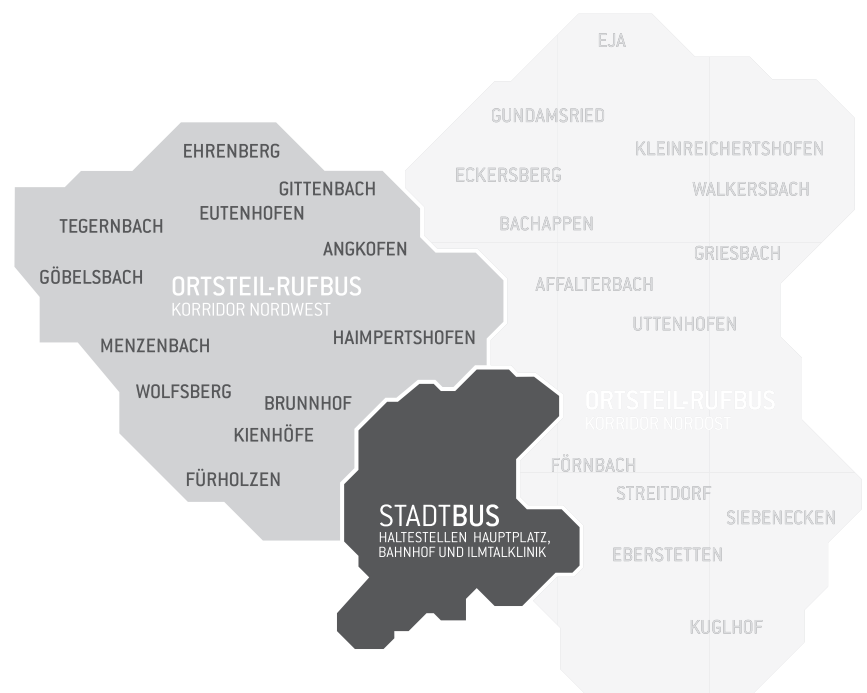 EJA
GUNDAMSRIED
KLEINREICHERTSHOFEN
ECKERSBERG
WALKERSBACH
BACHAPPEN
GRIESBACH
AFFALTERBACH
UTTENHOFEN
ORTSTEIL-RUFBUS
KORRIDOR NORDOST
FÖRNBACH
STREITDORF
SIEBENECKEN
EBERSTETTEN
KUGLHOF
EHRENBERG
GITTENBACH
EUTENHOFEN
TEGERNBACH
ANGKOFEN
GÖBELSBACH
ORTSTEIL-RUFBUS
KORRIDOR NORDWEST
HAIMPERTSHOFEN
MENZENBACH
WOLFSBERG
BRUNNHOF
KIENHÖFE
FÜRHOLZEN
STADTBUS
HALTESTELLEN HAUPTPLATZ,
BAHNHOF UND ILMTALKLINIK